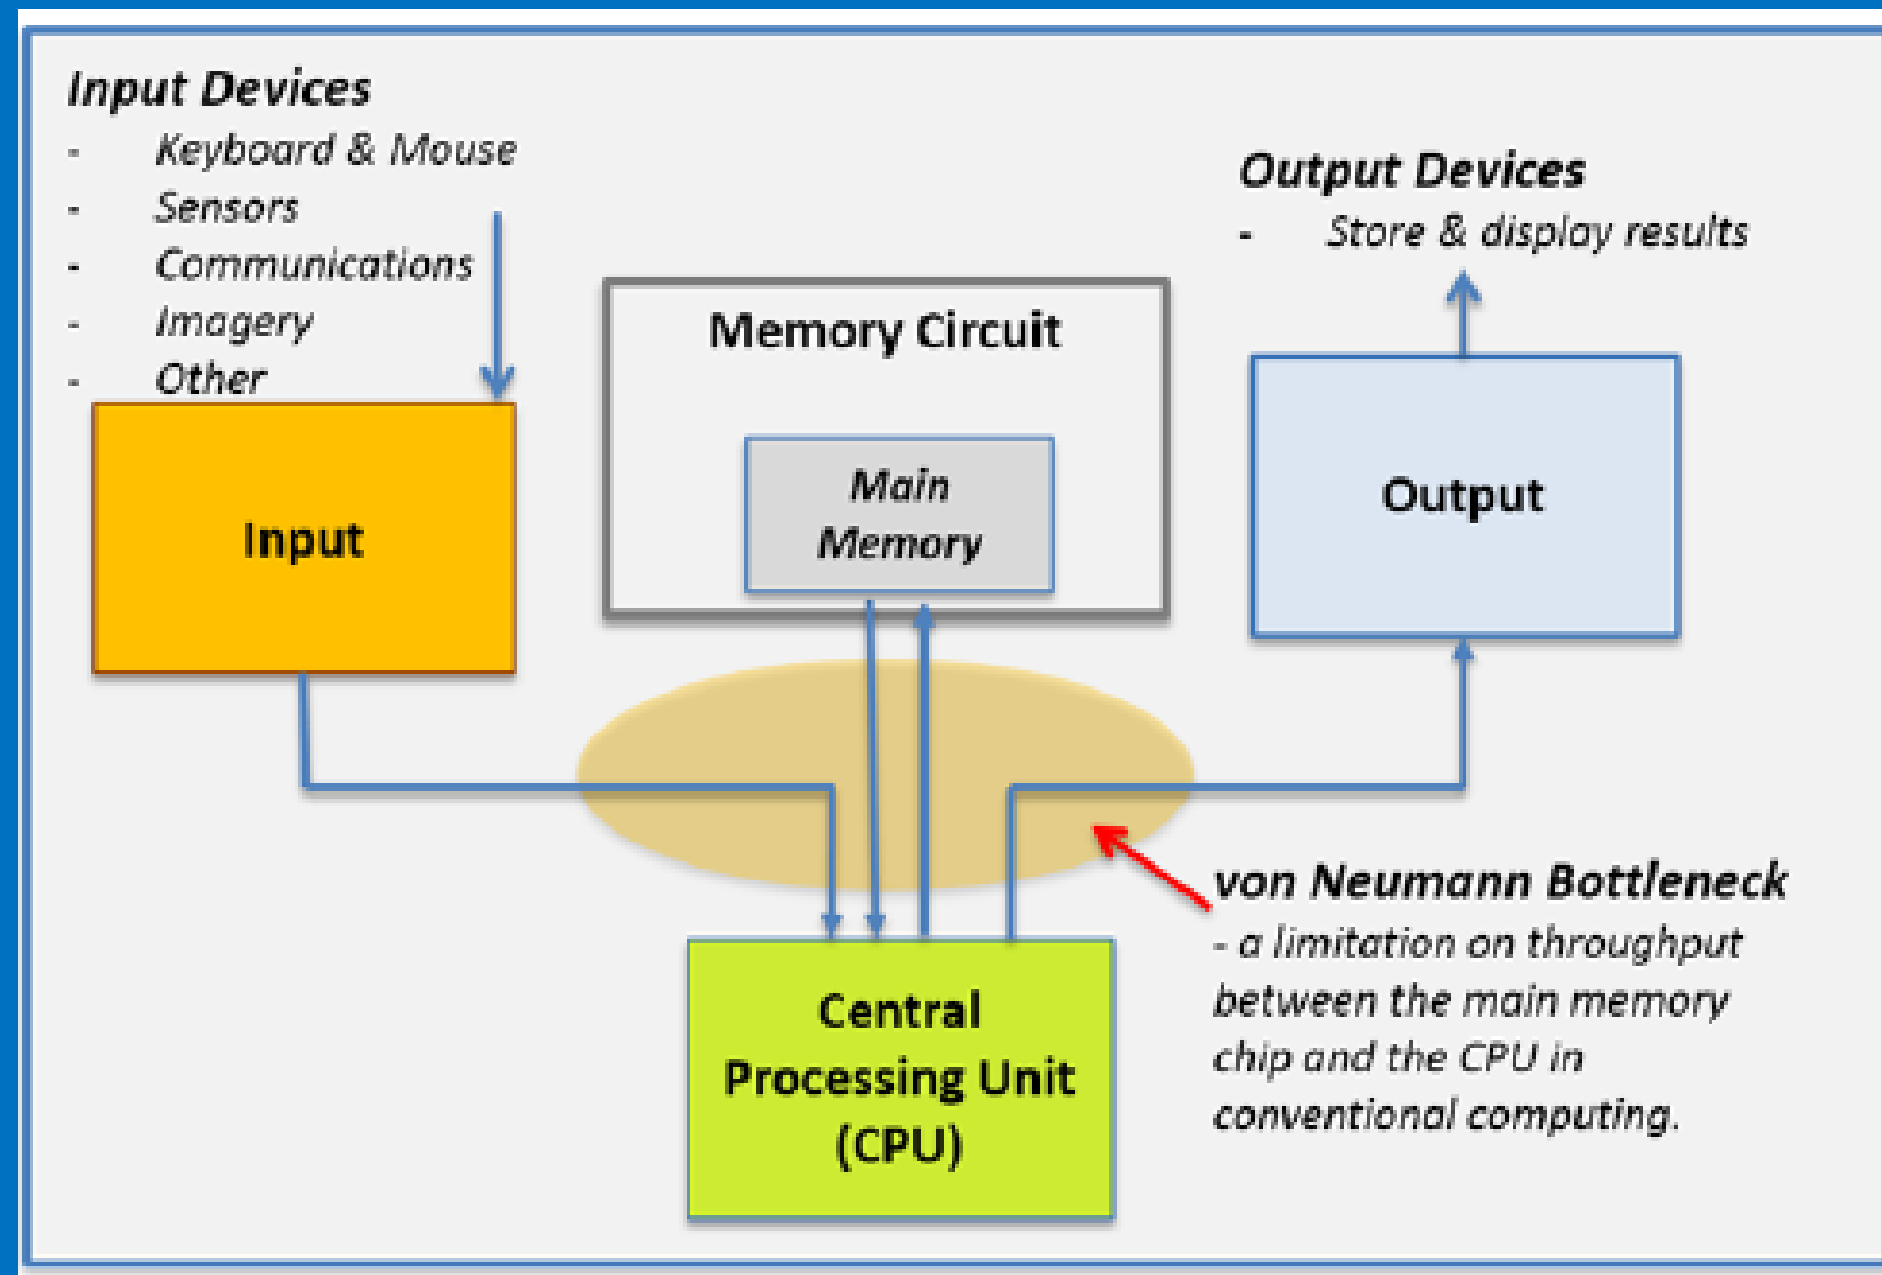 Input Devices
- Keyboard & Mouse
- Sensors
- Communications
- Imagery
- Other
Input
Memory Circuit
Main
Memory
Output Devices
- Store & display results
Output
von Neumann Bottleneck
- a limitation on throughput
between the main memory
chip and the CPU in
conventional computing.
Central
Processing Unit
(CPU)